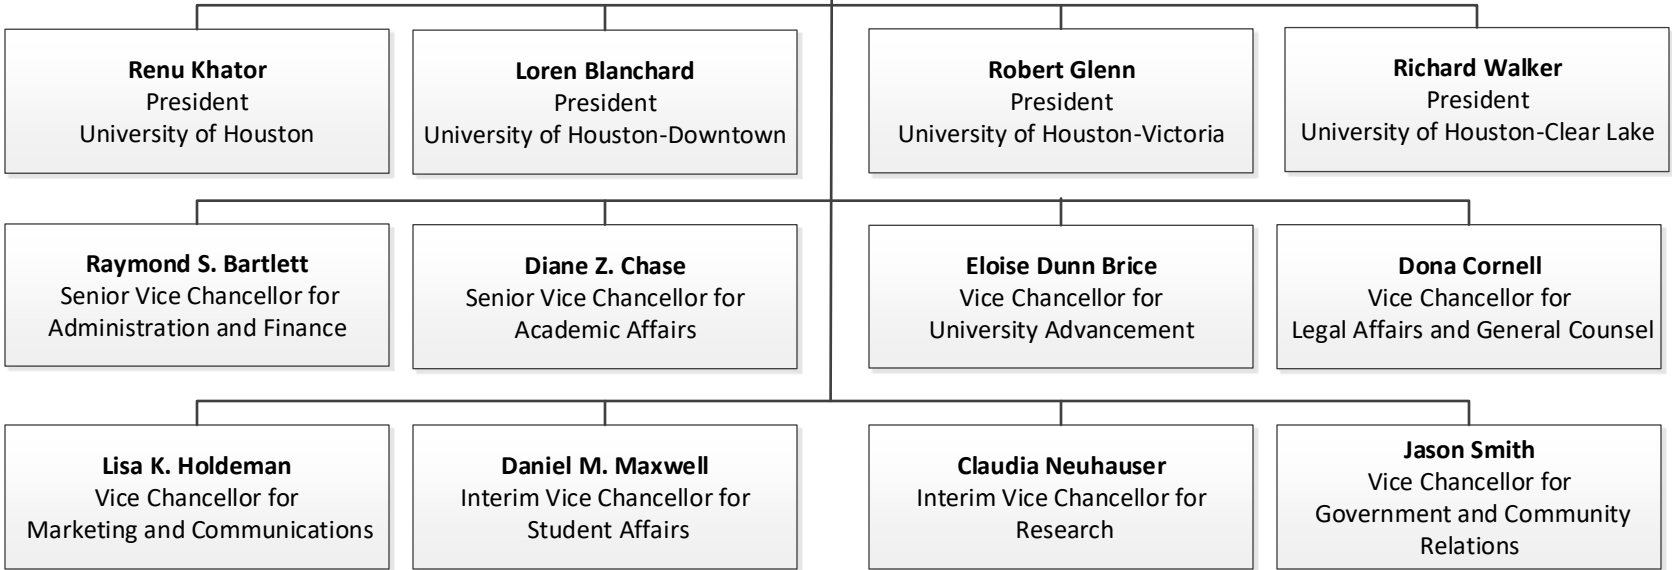 Renu Khator
President
University of Houston
Loren Blanchard
President
University of Houston-Downtown
Robert Glenn
President
University of Houston-Victoria
Richard Walker
President
University of Houston-Clear Lake
Raymond S. Bartlett
Senior Vice Chancellor for
Administration and Finance
Diane Z. Chase
Senior Vice Chancellor for
Academic Affairs
Eloise Dunn Brice
Vice Chancellor for
University Advancement
Dona Cornell
Vice Chancellor for
Legal Affairs and General Counsel
Lisa K. Holdeman
Vice Chancellor for
Marketing and Communications
Daniel M. Maxwell
Interim Vice Chancellor for
Student Affairs
Claudia Neuhauser
Interim Vice Chancellor for
Research
Jason Smith
Vice Chancellor for
Government and Community
Relations